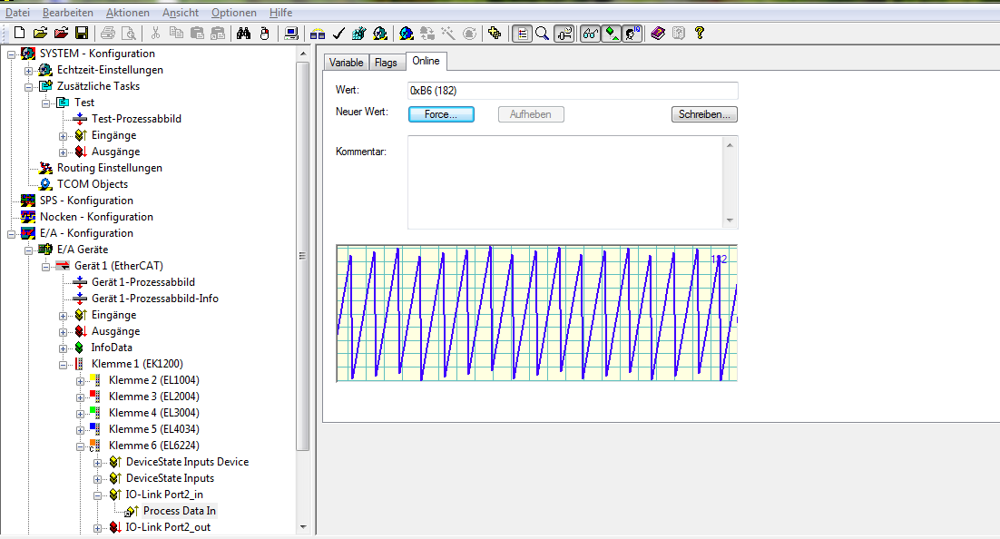 Datei Bearbeiten Aktionen Ansicht Optionen Hilfe
SYSTEM - Konfiguration
Echtzeit-Einstellungen
Zusätzliche Tasks
Test
Test-Prozessabbild
Eingänge
Ausgänge
Routing Einstellungen
TCOM Objects
SPS - Konfiguration
Nocken - Konfiguration
E/A - Konfiguration
E/A Geräte
Gerät 1 (EtherCAT)
Gerät 1-Prozessabbild
Gerät 1-Prozessabbild-Info
Eingänge
Ausgänge
InfoData
Klemme 1 (EK1200)
Klemme 2 (EL1004)
Klemme 3 (EL2004)
Klemme 4 (EL3004)
Klemme 5 (EL4034)
Klemme 6 (EL6224)
DeviceState Inputs Device
DeviceState Inputs
IO-Link Port2_in
Process Data In
IO-Link Port2_out
Variable Flags Online
Wert: 0xB6 (182)
Neuer Wert: Force... Aufheben Schreiben...
Kommentar:
182